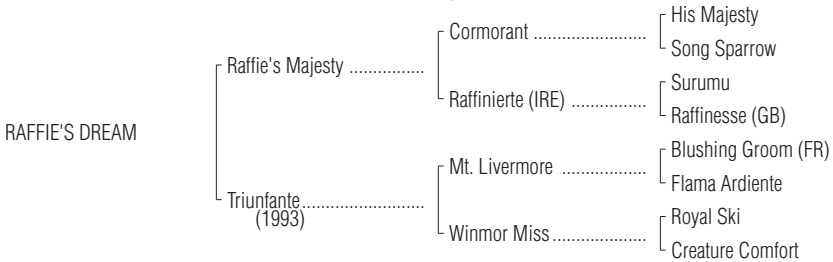 His Majesty
Cormorant ........................
Song Sparrow
Raffie's Majesty ................
Surumu
Raffinierte (IRE) ................
Raffinesse (GB)
RAFFIE'S DREAM
Blushing Groom (FR)
Mt. Livermore ..................
Flama Ardiente
Triunfante..........................
(1993)
Royal Ski
Winmor Miss....................
Creature Comfort